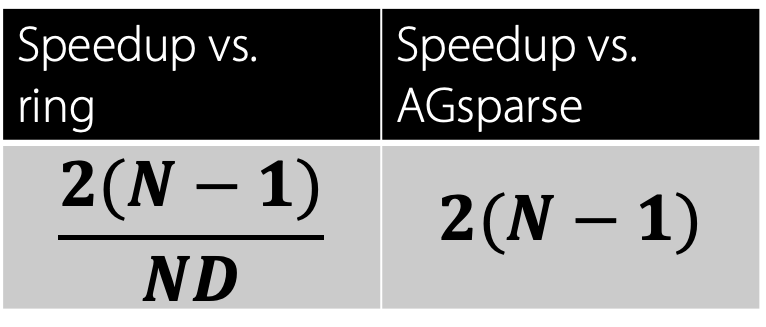 Speedup vs.
ring
Speedup vs.
AGsparse
2(N − 1)
ND
2(N − 1)